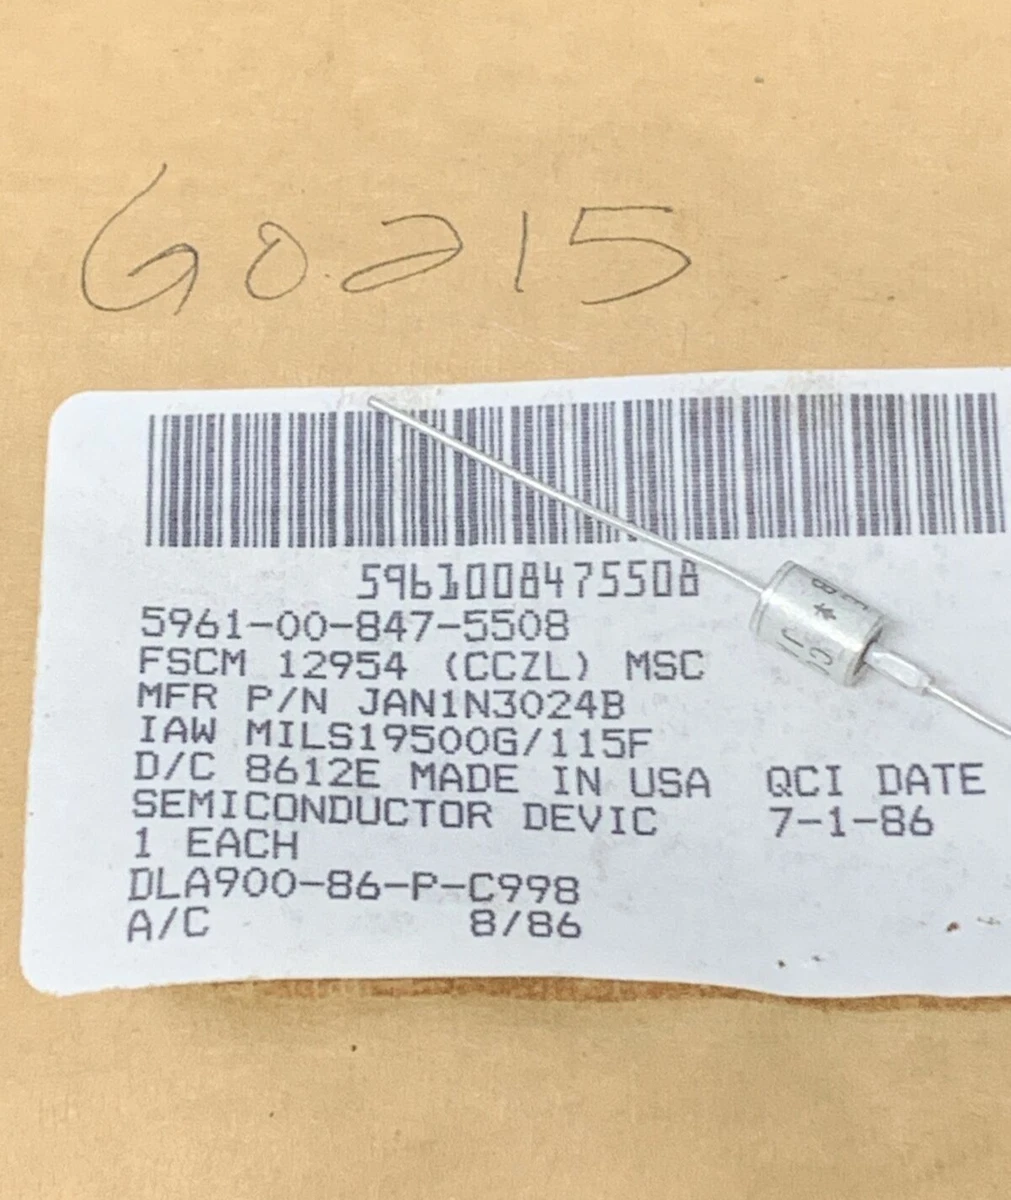 G0215
5961008475508
5961-00-847-5508
FSCM 12954 (CCZL) MSC
MFR P/N JAN1N3024B
IAW MILS19500G/115F
D/C 8612E MADE IN USA QCI DATE
SEMICONDUCTOR DEVIC 7-1-86
1 EACH
DLA900-86-P-C998
A/C 8/86